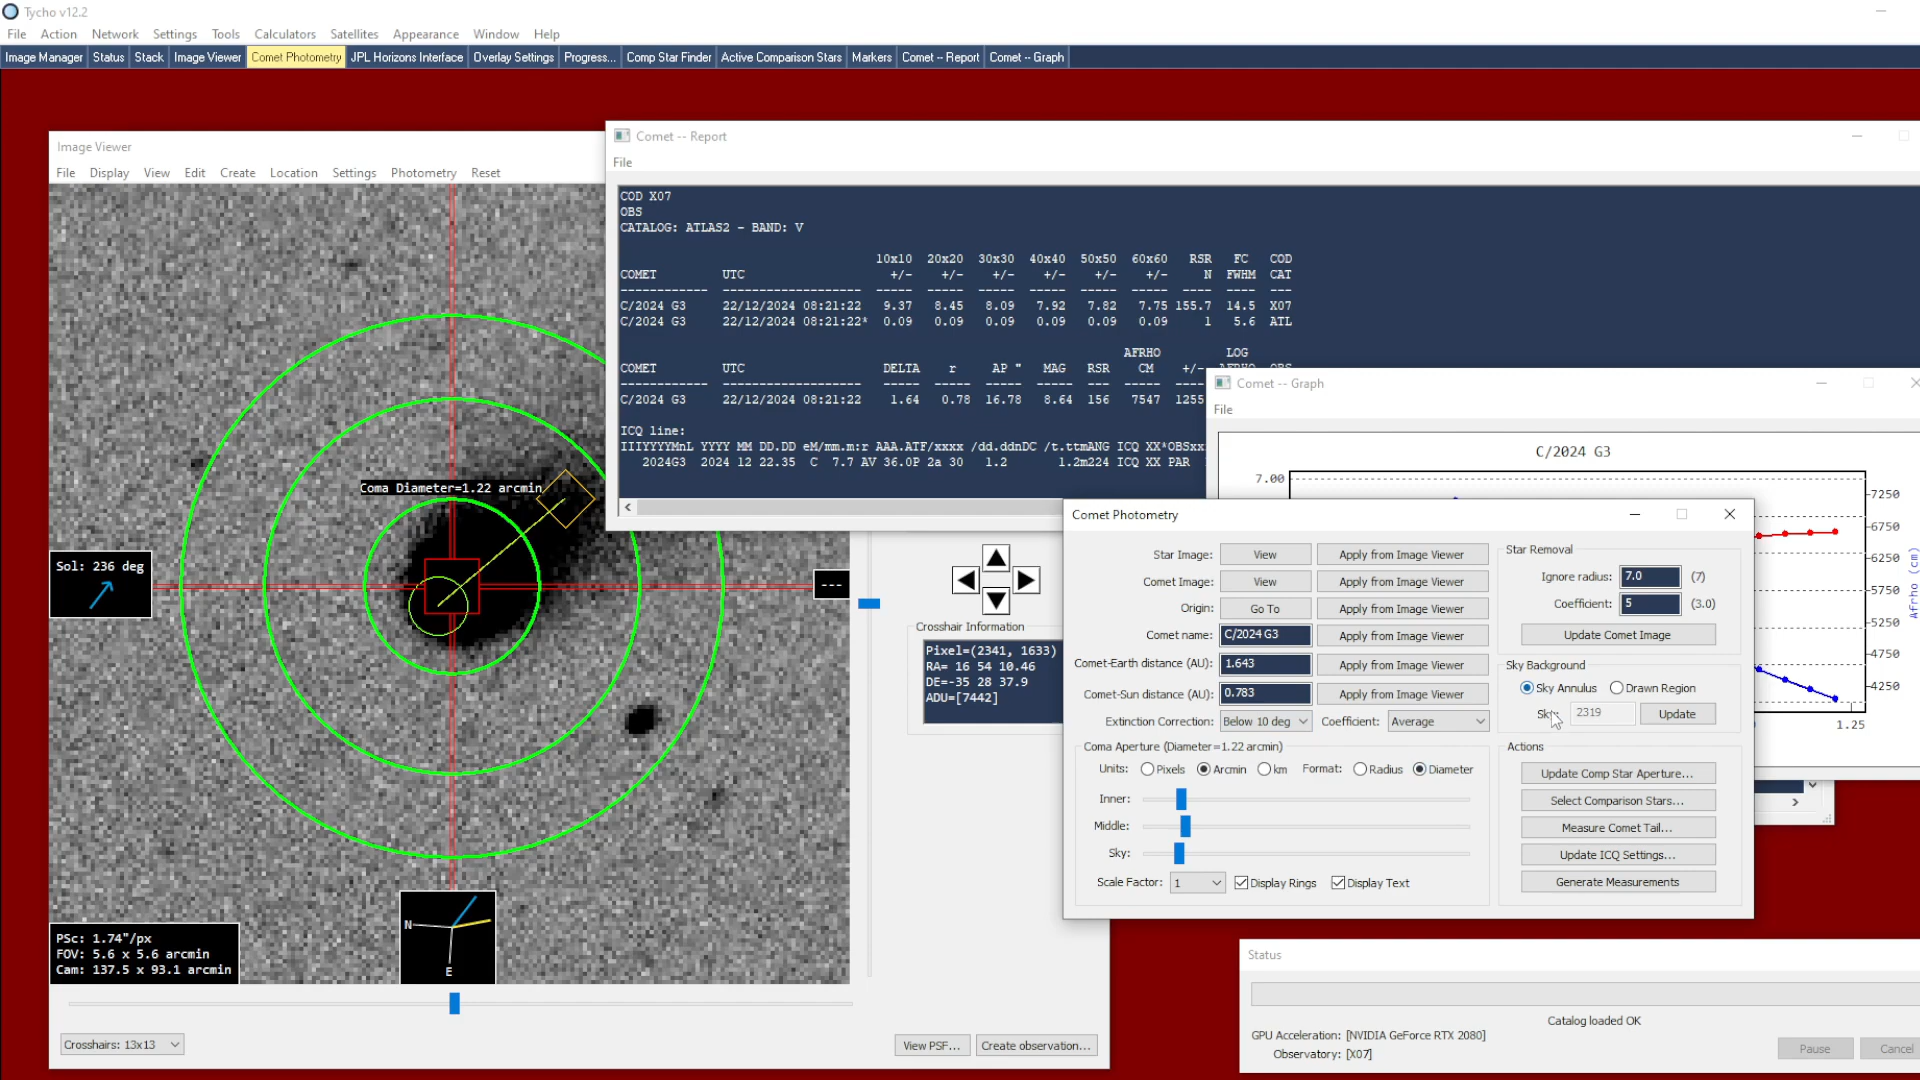 Tycho v12.2
File Action Network Settings Tools Calculators Satellites Appearance Window Help
Image Manager Status Stack Image Viewer Comet Photometry JPL Horizons Interface Overlay Settings Progress... Comp Star Finder Active Comparison Stars Markers Comet -- Report Comet -- Graph
Image Viewer
File Display View Edit Create Location Settings Photometry Reset
Coma Diameter=1.22 arcmin
Sol: 236 deg
---
N
E
PSc: 1.74"/px
FOV: 5.6 x 5.6 arcmin
Cam: 137.5 x 93.1 arcmin
Crosshairs: 13x13
Crosshair Information
Pixel=(2341, 1633)
RA= 16 54 10.46
DE=-35 28 37.9
ADU=[7442]
View PSF... Create observation...
Comet -- Report
File
COD X07
OBS
CATALOG: ATLAS2 - BAND: V
10x10 20x20 30x30 40x40 50x50 60x60 RSR FC COD
COMET UTC +/- +/- +/- +/- +/- +/- N FWHM CAT
------------ ------------------- ----- ----- ----- ----- ----- ----- ---- ---- ---
C/2024 G3 22/12/2024 08:21:22 9.37 8.45 8.09 7.92 7.82 7.75 155.7 14.5 X07
C/2024 G3 22/12/2024 08:21:22* 0.09 0.09 0.09 0.09 0.09 0.09 1 5.6 ATL
AFRHO LOG
COMET UTC DELTA r AP " MAG RSR CM +/- AFRHO OBS
C/2024 G3 22/12/2024 08:21:22 1.64 0.78 16.78 8.64 156 7547 1255
ICQ line:
IIIYYYYMnL YYYY MM DD.DD eM/mm.m:r AAA.ATF/xxxx /dd.ddnDC /t.ttmANG ICQ XX*OBSxx
2024G3 2024 12 22.35 C 7.7 AV 36.0P 2a 30 1.2 1.2m224 ICQ XX PAR
Comet -- Graph
File
C/2024 G3
7.00
7250
6750
6250
5750
5250
4750
4250
Afrho (cm)
1.25
Comet Photometry
Star Image: View Apply from Image Viewer
Comet Image: View Apply from Image Viewer
Origin: Go To Apply from Image Viewer
Comet name: C/2024 G3 Apply from Image Viewer
Comet-Earth distance (AU): 1.643 Apply from Image Viewer
Comet-Sun distance (AU): 0.783 Apply from Image Viewer
Extinction Correction: Below 10 deg Coefficient: Average
Coma Aperture (Diameter=1.22 arcmin)
Units: Pixels Arcmin km Format: Radius Diameter
Inner:
Middle:
Sky:
Scale Factor: 1 Display Rings Display Text
Star Removal
Ignore radius: 7.0 (7)
Coefficient: 5 (3.0)
Update Comet Image
Sky Background
Sky Annulus Drawn Region
Sky: 2319 Update
Actions
Update Comp Star Aperture...
Select Comparison Stars...
Measure Comet Tail...
Update ICQ Settings...
Generate Measurements
Status
Catalog loaded OK
GPU Acceleration: [NVIDIA GeForce RTX 2080]
Observatory: [X07]
Pause Cancel